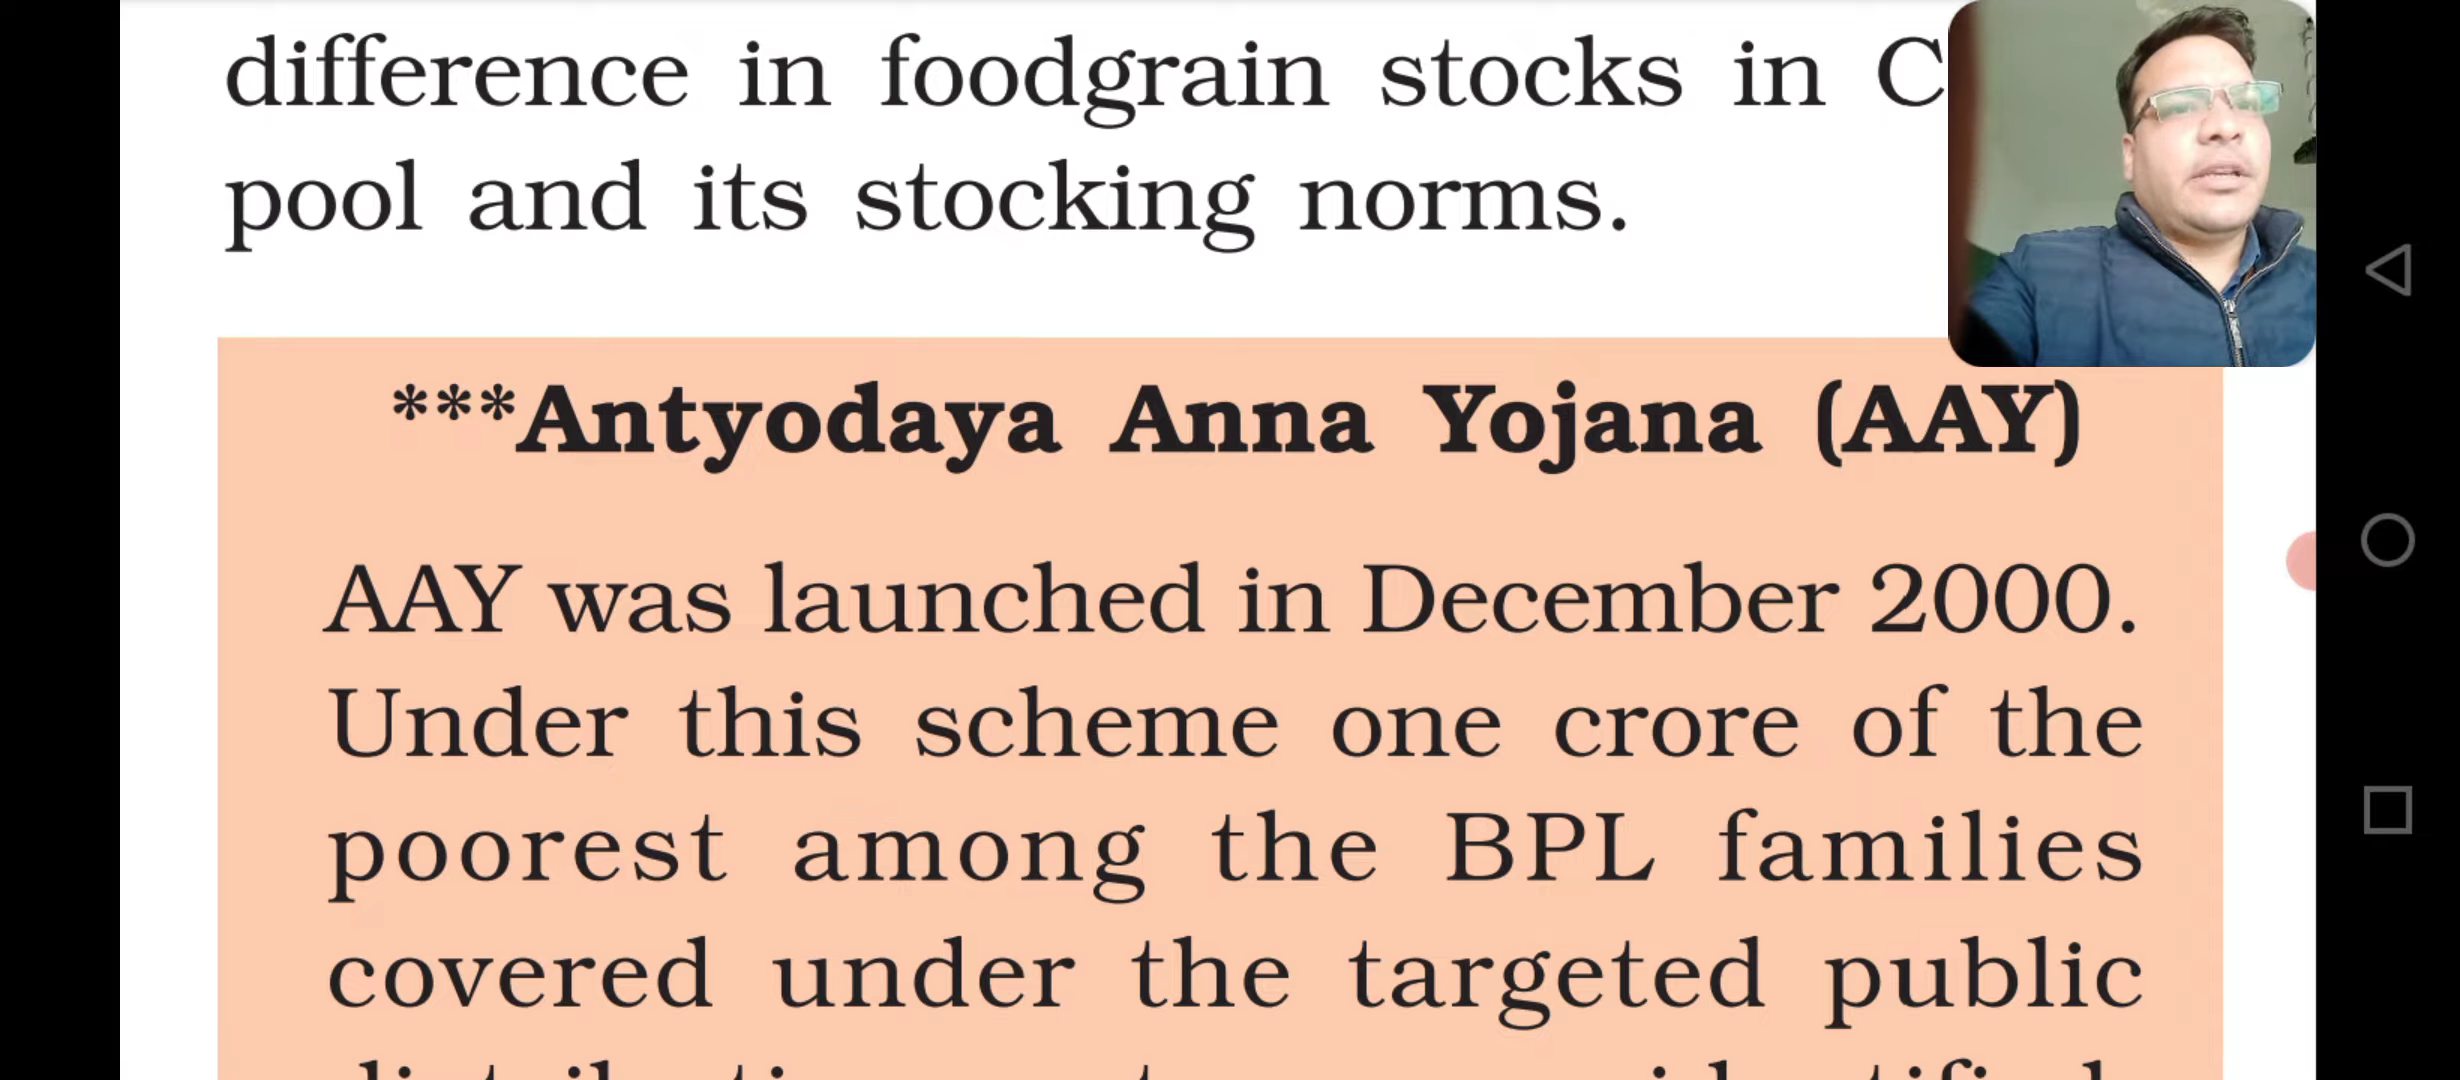 difference in foodgrain stocks in C
pool and its stocking norms.
***Antyodaya Anna Yojana (AAY)
AAY was launched in December 2000.
Under this scheme one crore of the
poorest among the BPL families
covered under the targeted public